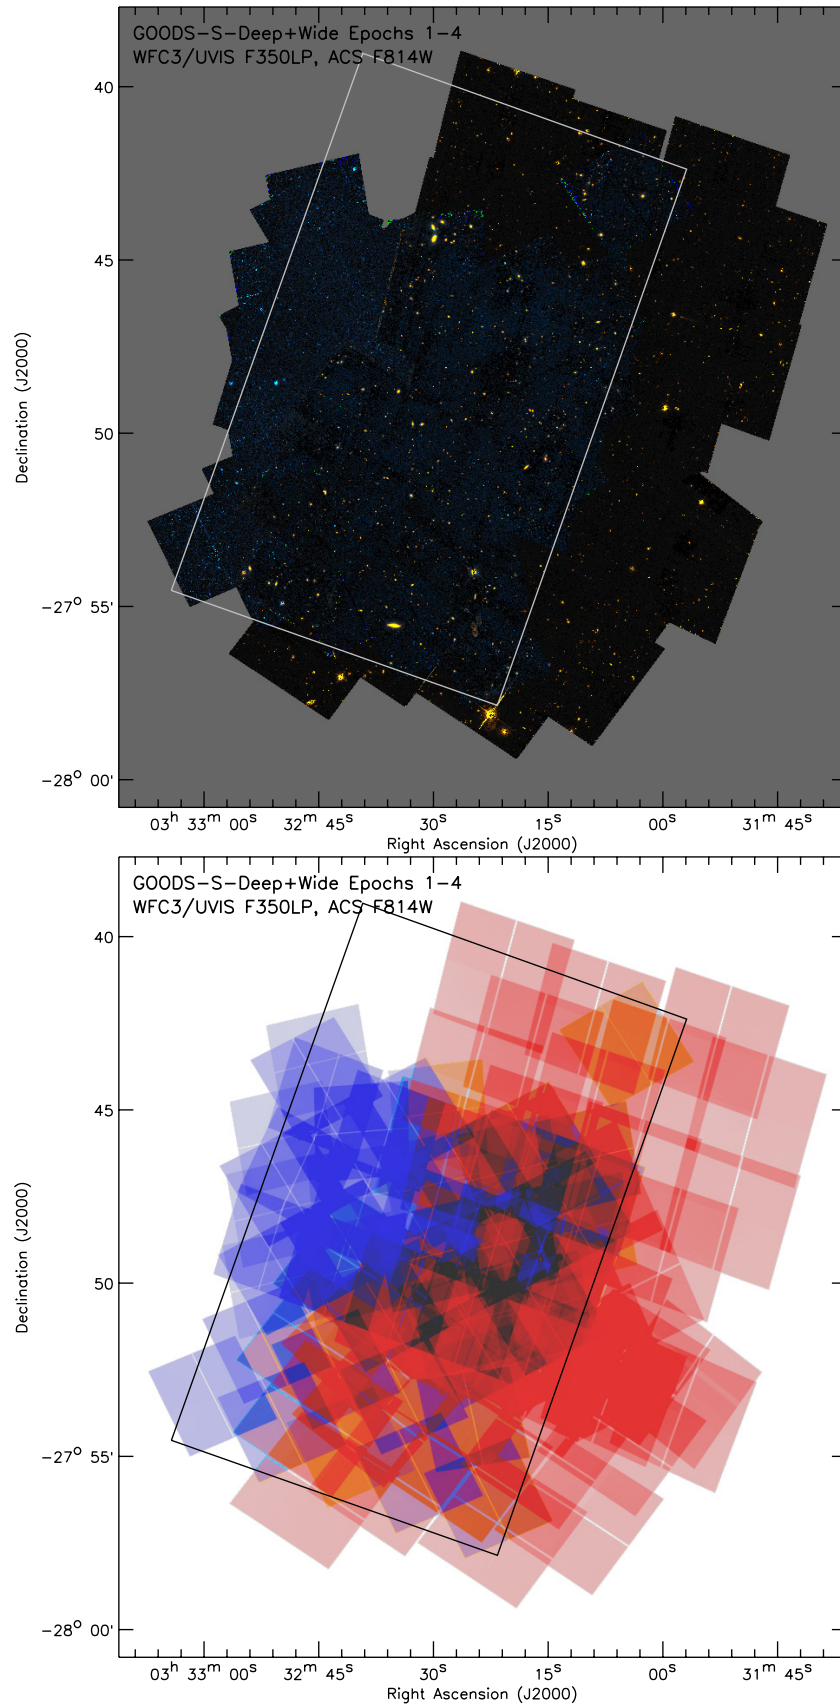 GOODS-S-Deep+Wide Epochs 1-4
WFC3/UVIS F350LP, ACS F814W
40
45
50
-27° 55'
-28° 00'
Declination (J2000)
03h 33m 00s 32m 45s 30s 15s 00s 31m 45s
Right Ascension (J2000)
GOODS-S-Deep+Wide Epochs 1-4
WFC3/UVIS F350LP, ACS F814W
40
45
50
-27° 55'
-28° 00'
Declination (J2000)
03h 33m 00s 32m 45s 30s 15s 00s 31m 45s
Right Ascension (J2000)